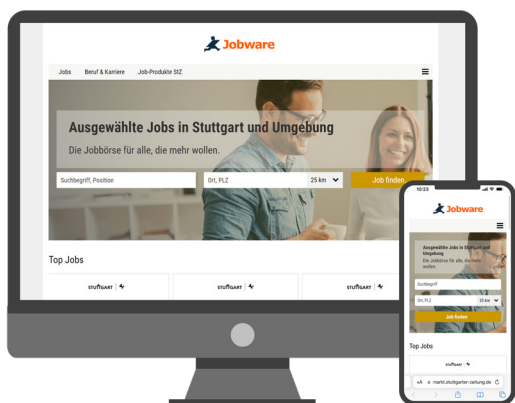 Jobware
Jobs Beruf & Karriere Job-Produkte StZ
Ausgewählte Jobs in Stuttgart und Umgebung
Die Jobbörse für alle, die mehr wollen.
Suchbegriff, Position
Ort, PLZ
25 km
Job finden
Top Jobs
STUTTGART
STUTTGART
STUTTGART
10:23
Jobware
Ausgewählte Jobs in Stuttgart und
Umgebung
Die Jobbörse für alle, die mehr
wollen.
Suchbegriff
Ort, PLZ
25 km
Job finden
Top Jobs
STUTTGART
AA markt.stuttgarter-zeitung.de